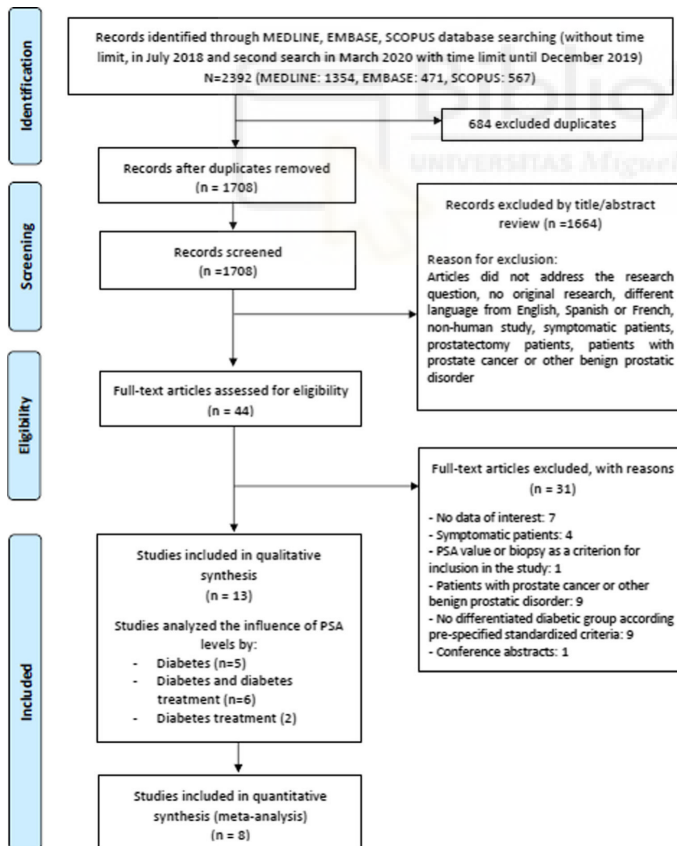 Identification
Records identified through MEDLINE, EMBASE, SCOPUS database searching (without time
limit, in July 2018 and second search in March 2020 with time limit until December 2019)
N=2392 (MEDLINE: 1354, EMBASE: 471, SCOPUS: 567)
684 excluded duplicates
UNIVERSITAS Miguel
Records after duplicates removed
(n = 1708)
Screening
Records screened
(n =1708)
Records excluded by title/abstract
review (n =1664)
Reason for exclusion:
Articles did not address the research
question, no original research, different
language from English, Spanish or French,
non-human study, symptomatic patients,
prostatectomy patients, patients with
prostate cancer or other benign prostatic
disorder
Eligibility
Full-text articles assessed for eligibility
(n = 44)
Full-text articles excluded, with reasons
(n = 31)
- No data of interest: 7
- Symptomatic patients: 4
- PSA value or biopsy as a criterion for
inclusion in the study: 1
- Patients with prostate cancer or other
benign prostatic disorder: 9
- No differentiated diabetic group according
pre-specified standardized criteria: 9
- Conference abstracts: 1
Included
Studies included in qualitative
synthesis
(n = 13)
Studies analyzed the influence of PSA
levels by:
- Diabetes (n=5)
- Diabetes and diabetes
treatment (n=6)
- Diabetes treatment (2)
Studies included in quantitative
synthesis (meta-analysis)
(n = 8)